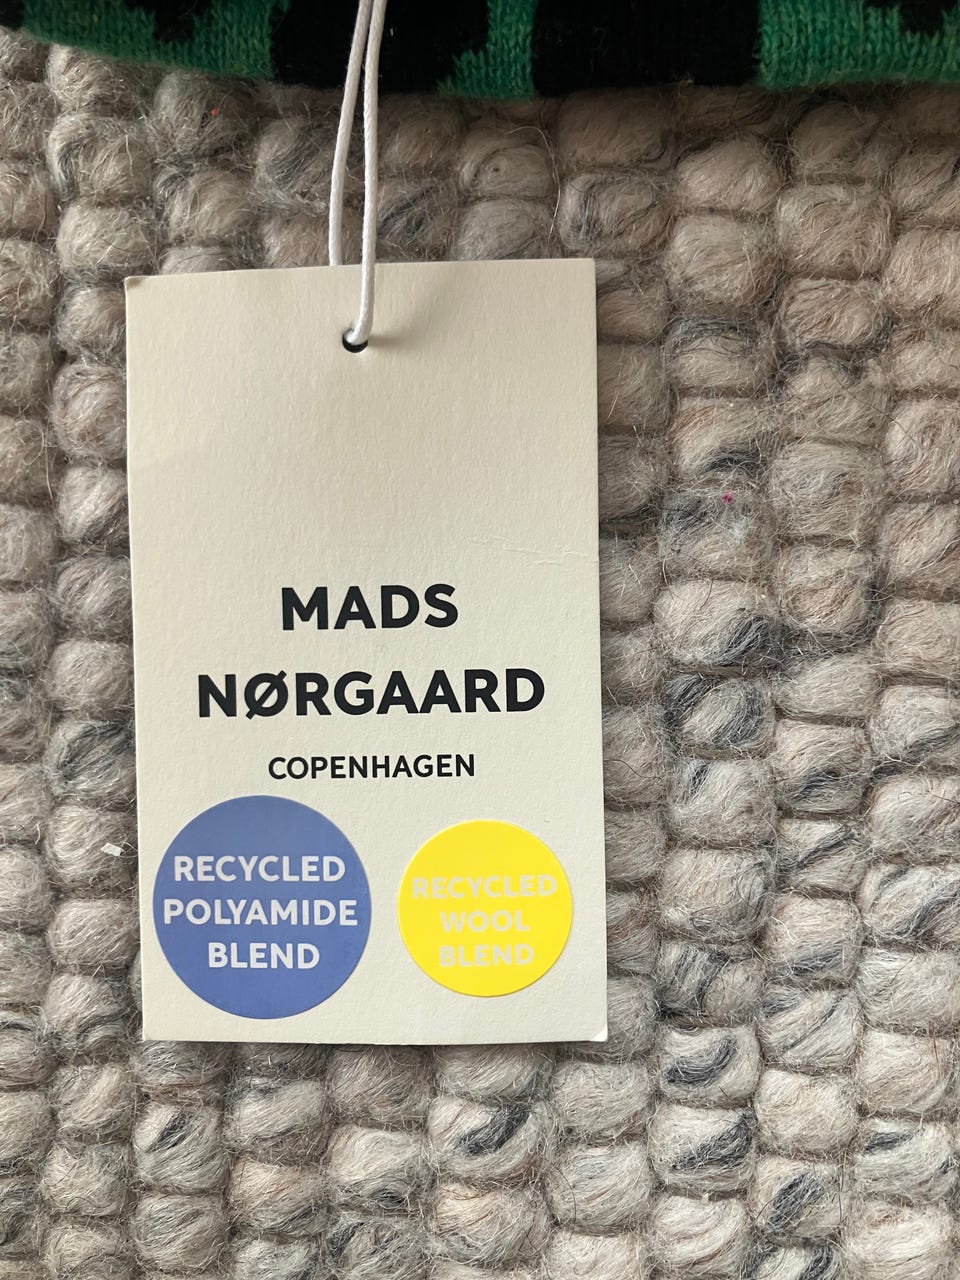 MADS
NØRGAARD
COPENHAGEN
RECYCLED
POLYAMIDE
BLEND
RECYCLED
WOOL
BLEND